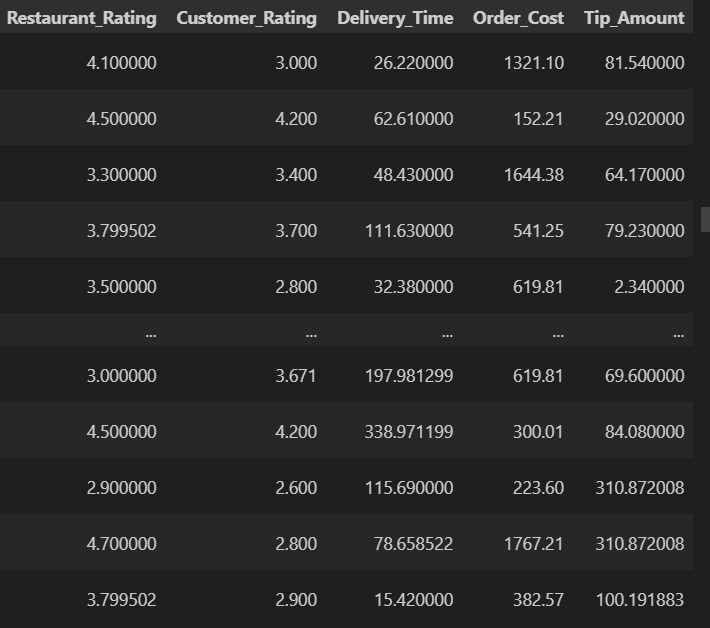 Restaurant_Rating Customer_Rating Delivery_Time Order_Cost Tip_Amount
4.100000 3.000 26.220000 1321.10 81.540000
4.500000 4.200 62.610000 152.21 29.020000
3.300000 3.400 48.430000 1644.38 64.170000
3.799502 3.700 111.630000 541.25 79.230000
3.500000 2.800 32.380000 619.81 2.340000
... ... ... ... ...
3.000000 3.671 197.981299 619.81 69.600000
4.500000 4.200 338.971199 300.01 84.080000
2.900000 2.600 115.690000 223.60 310.872008
4.700000 2.800 78.658522 1767.21 310.872008
3.799502 2.900 15.420000 382.57 100.191883